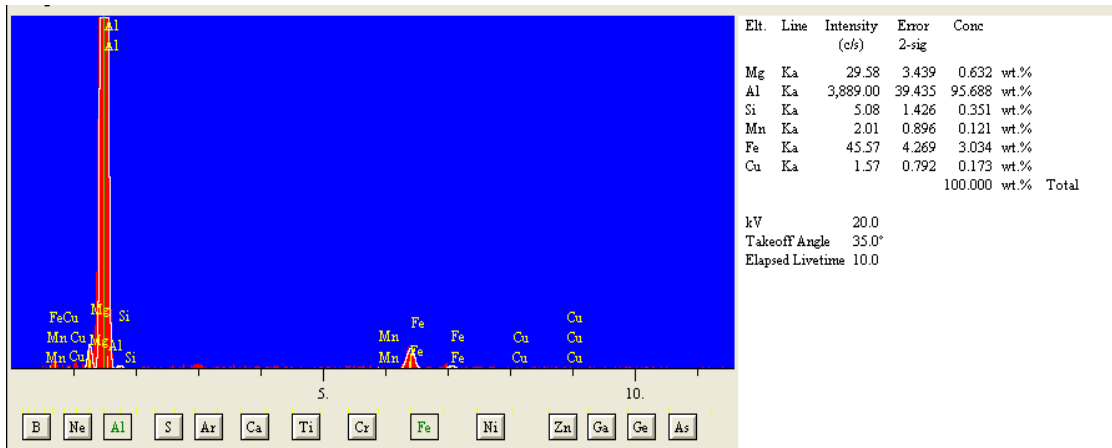 Al
Al
Mg
FeCu Si
Mn Cu Mg Al
Mn Cu Si
Fe
Mn Fe Cu Cu
Mn Fe Fe Cu Cu
5. 10.
B Ne Al S Ar Ca Ti Cr Fe Ni Zn Ga Ge As
Elt. Line Intensity Error Conc
(c/s) 2-sig
Mg Ka 29.58 3.439 0.632 wt.%
Al Ka 3,889.00 39.435 95.688 wt.%
Si Ka 5.08 1.426 0.351 wt.%
Mn Ka 2.01 0.896 0.121 wt.%
Fe Ka 45.57 4.269 3.034 wt.%
Cu Ka 1.57 0.792 0.173 wt.%
100.000 wt.% Total
kV 20.0
Takeoff Angle 35.0°
Elapsed Livetime 10.0